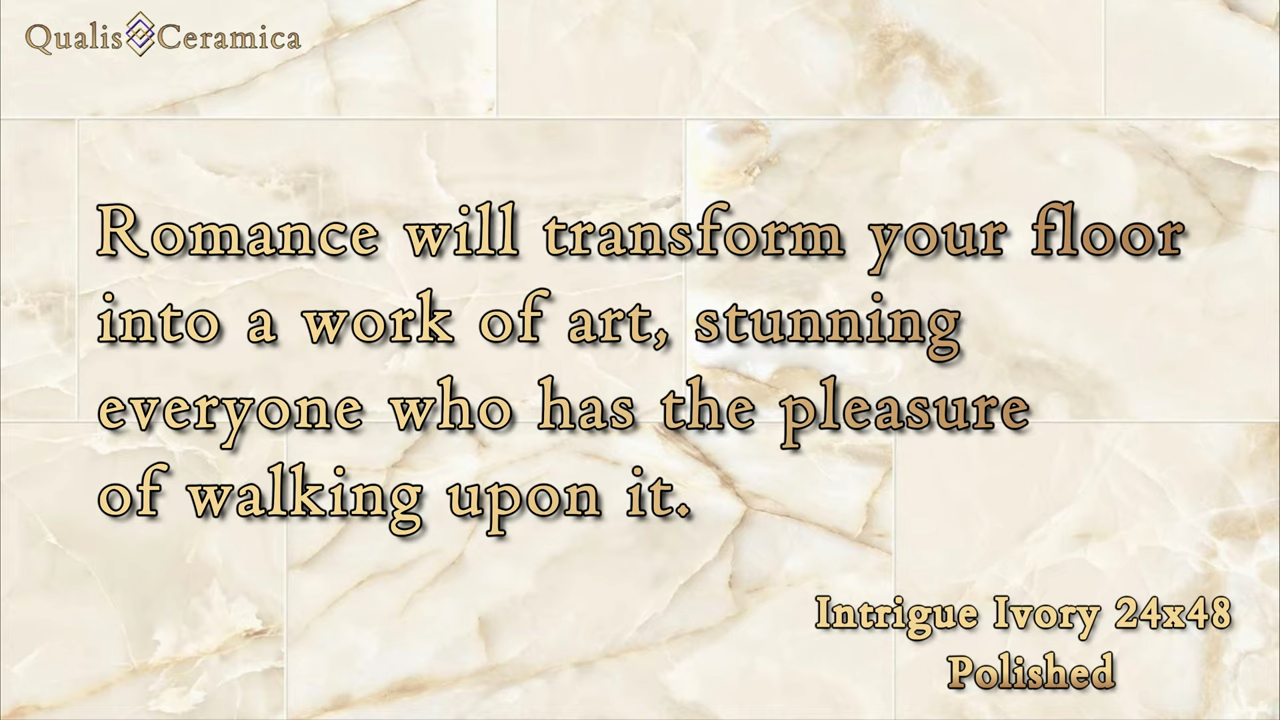 Qualis Ceramica
Romance will transform your floor
into a work of art, stunning
everyone who has the pleasure
of walking upon it.
Intrigue Ivory 24x48
Polished